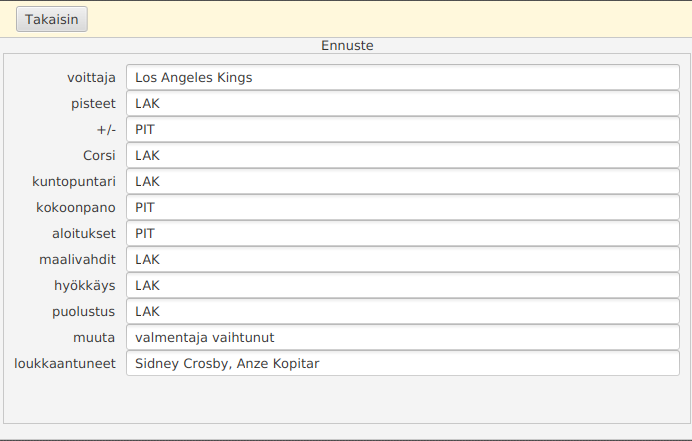 Takaisin
Ennuste
voittaja Los Angeles Kings
pisteet LAK
+/- PIT
Corsi LAK
kuntopuntari LAK
kokoonpano PIT
aloitukset PIT
maalivahdit LAK
hyökkäys LAK
puolustus LAK
muuta valmentaja vaihtunut
loukkaantuneet Sidney Crosby, Anze Kopitar